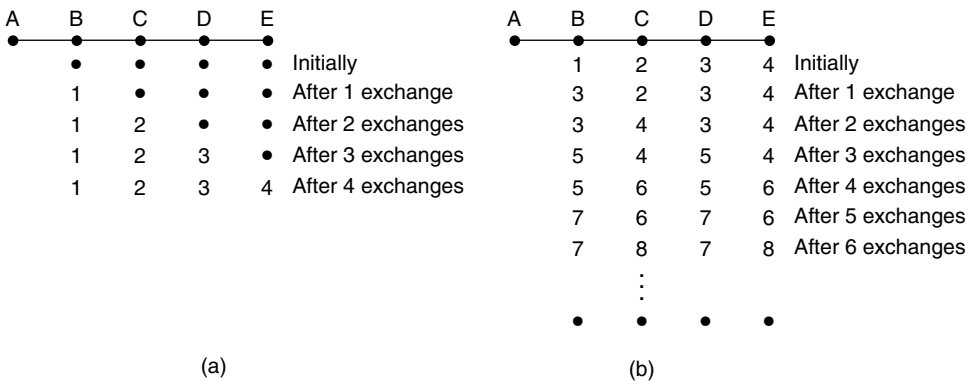 A B C D E
• • • • Initially
1 • • • After 1 exchange
1 2 • • After 2 exchanges
1 2 3 • After 3 exchanges
1 2 3 4 After 4 exchanges
(a)
A B C D E
1 2 3 4 Initially
3 2 3 4 After 1 exchange
3 4 3 4 After 2 exchanges
5 4 5 4 After 3 exchanges
5 6 5 6 After 4 exchanges
7 6 7 6 After 5 exchanges
7 8 7 8 After 6 exchanges
⋮
• • • •
(b)